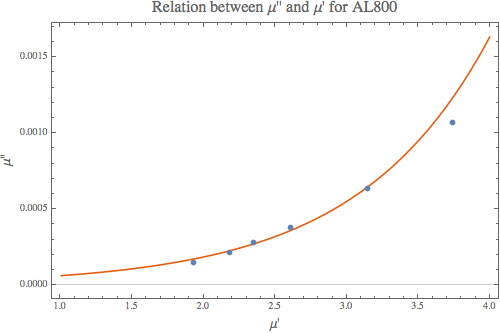 Relation between μ'' and μ' for AL800
0.0015
0.0010
0.0005
0.0000
μ''
1.0 1.5 2.0 2.5 3.0 3.5 4.0
μ'